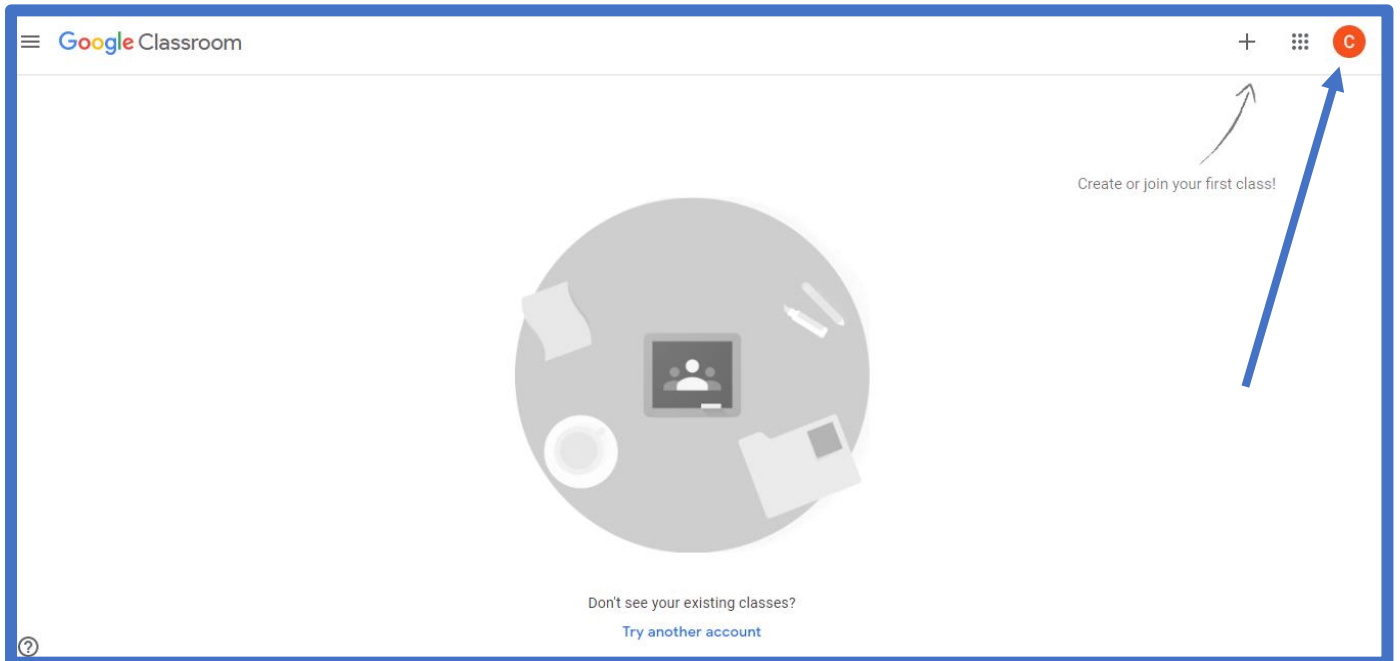 Google Classroom
C
Create or join your first class!
Don't see your existing classes?
Try another account
?